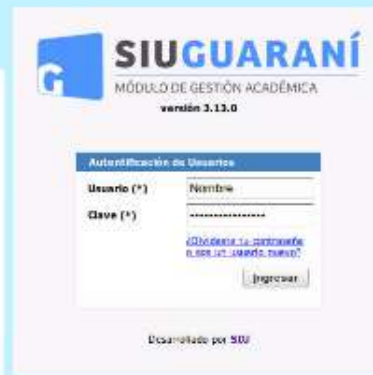 G
SIUGUARANÍ
MÓDULO DE GESTIÓN ACADÉMICA
versión 3.13.0
Autentificación de Usuarios
Usuario (*) Nombre
Clave (*) ----------------
¿Olvidaste tu contraseña
o sos un usuario nuevo?
Ingresar
Desarrollado por SIU